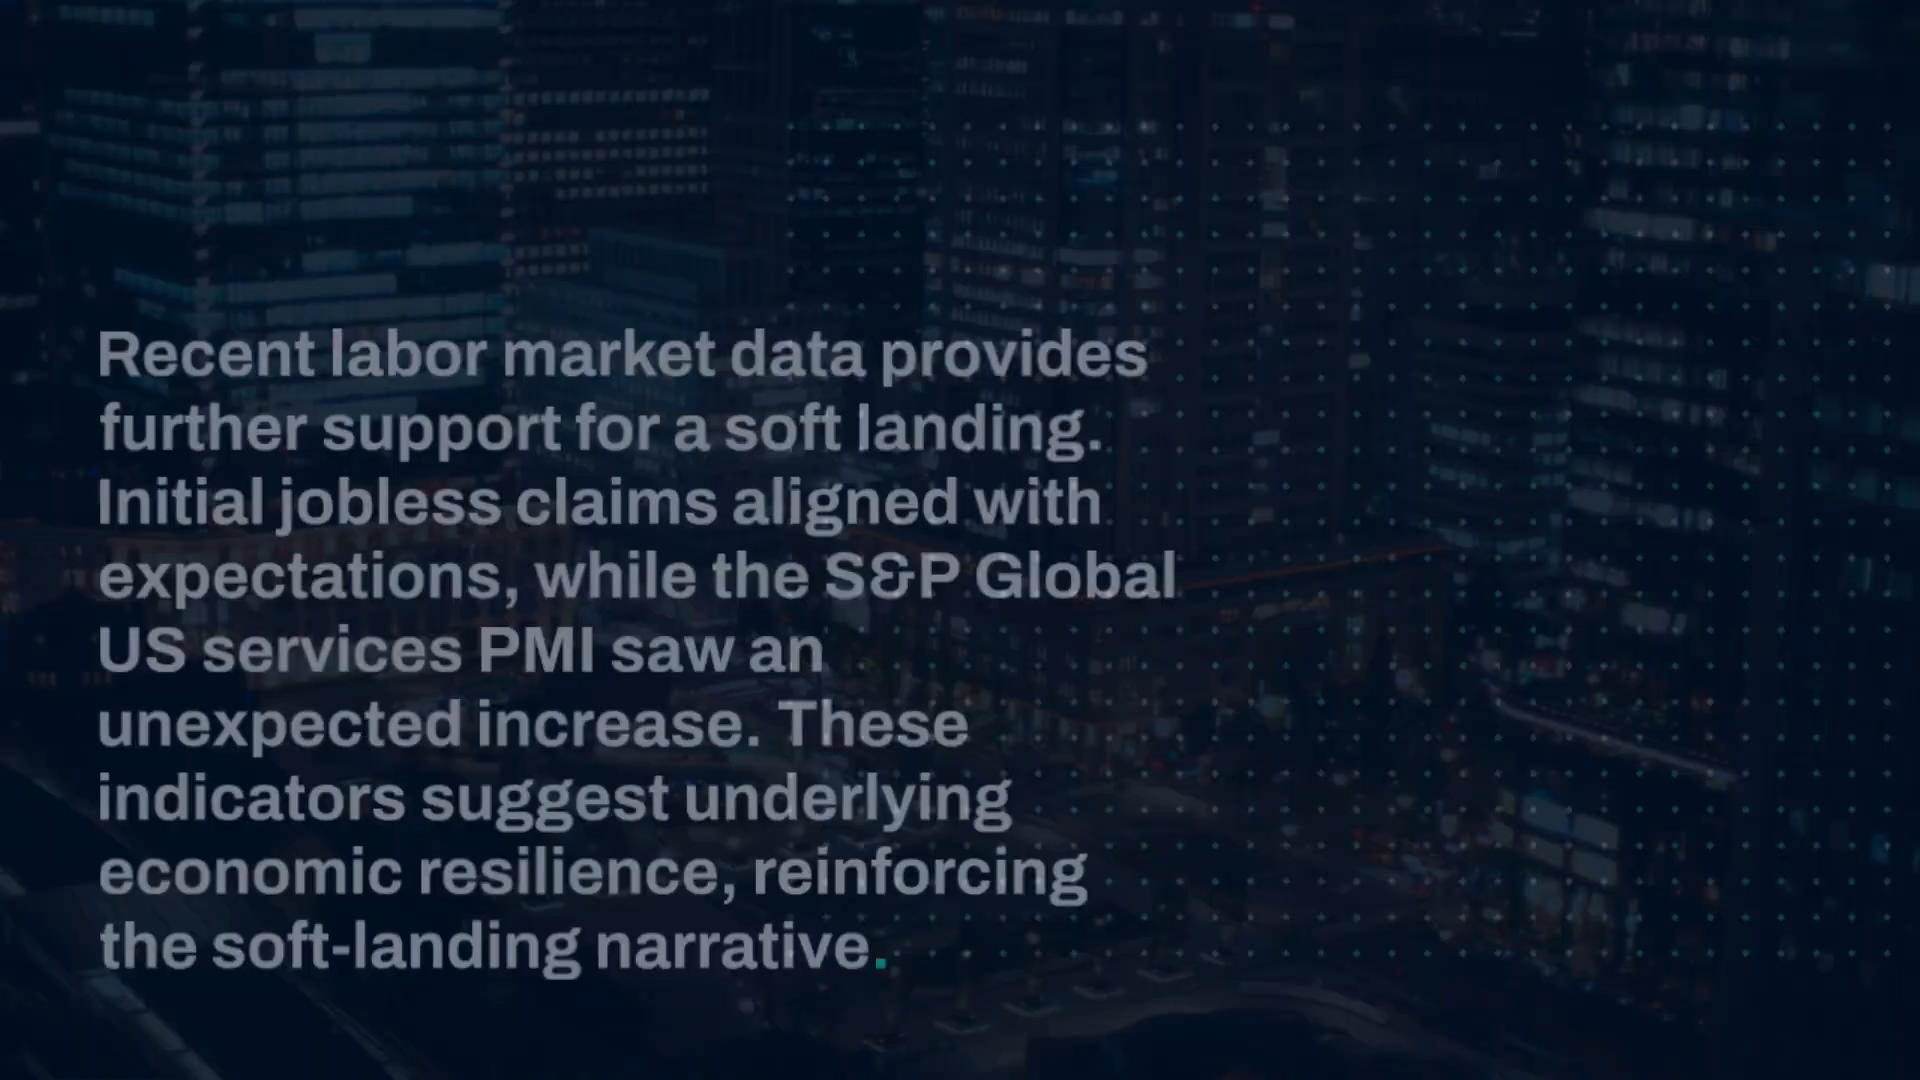 Recent labor market data provides
further support for a soft landing.
Initial jobless claims aligned with
expectations, while the S&P Global
US services PMI saw an
unexpected increase. These
indicators suggest underlying
economic resilience, reinforcing
the soft-landing narrative.